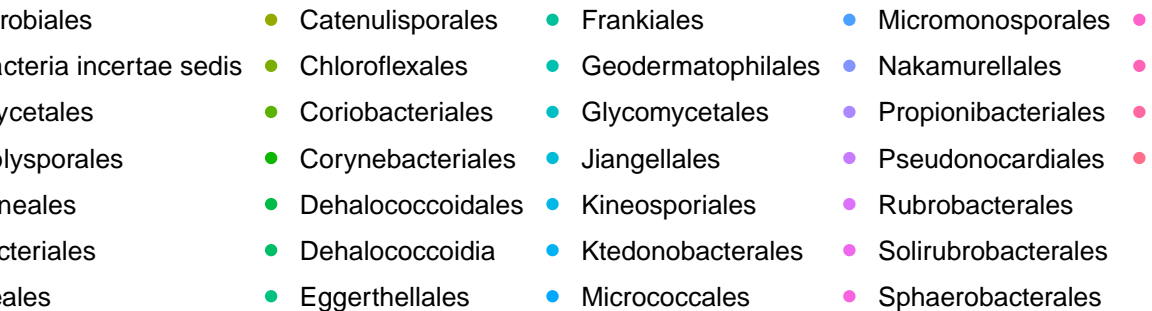 robiales Catenulisporales Frankiales Micromonosporales
acteria incertae sedis Chloroflexales Geodermatophilales Nakamurellales
ycetales Coriobacteriales Glycomycetales Propionibacteriales
olysporales Corynebacteriales Jiangellales Pseudonocardiales
neales Dehalococcoidales Kineosporiales Rubrobacterales
cteriales Dehalococcoidia Ktedonobacterales Solirubrobacterales
eales Eggerthellales Micrococcales Sphaerobacterales